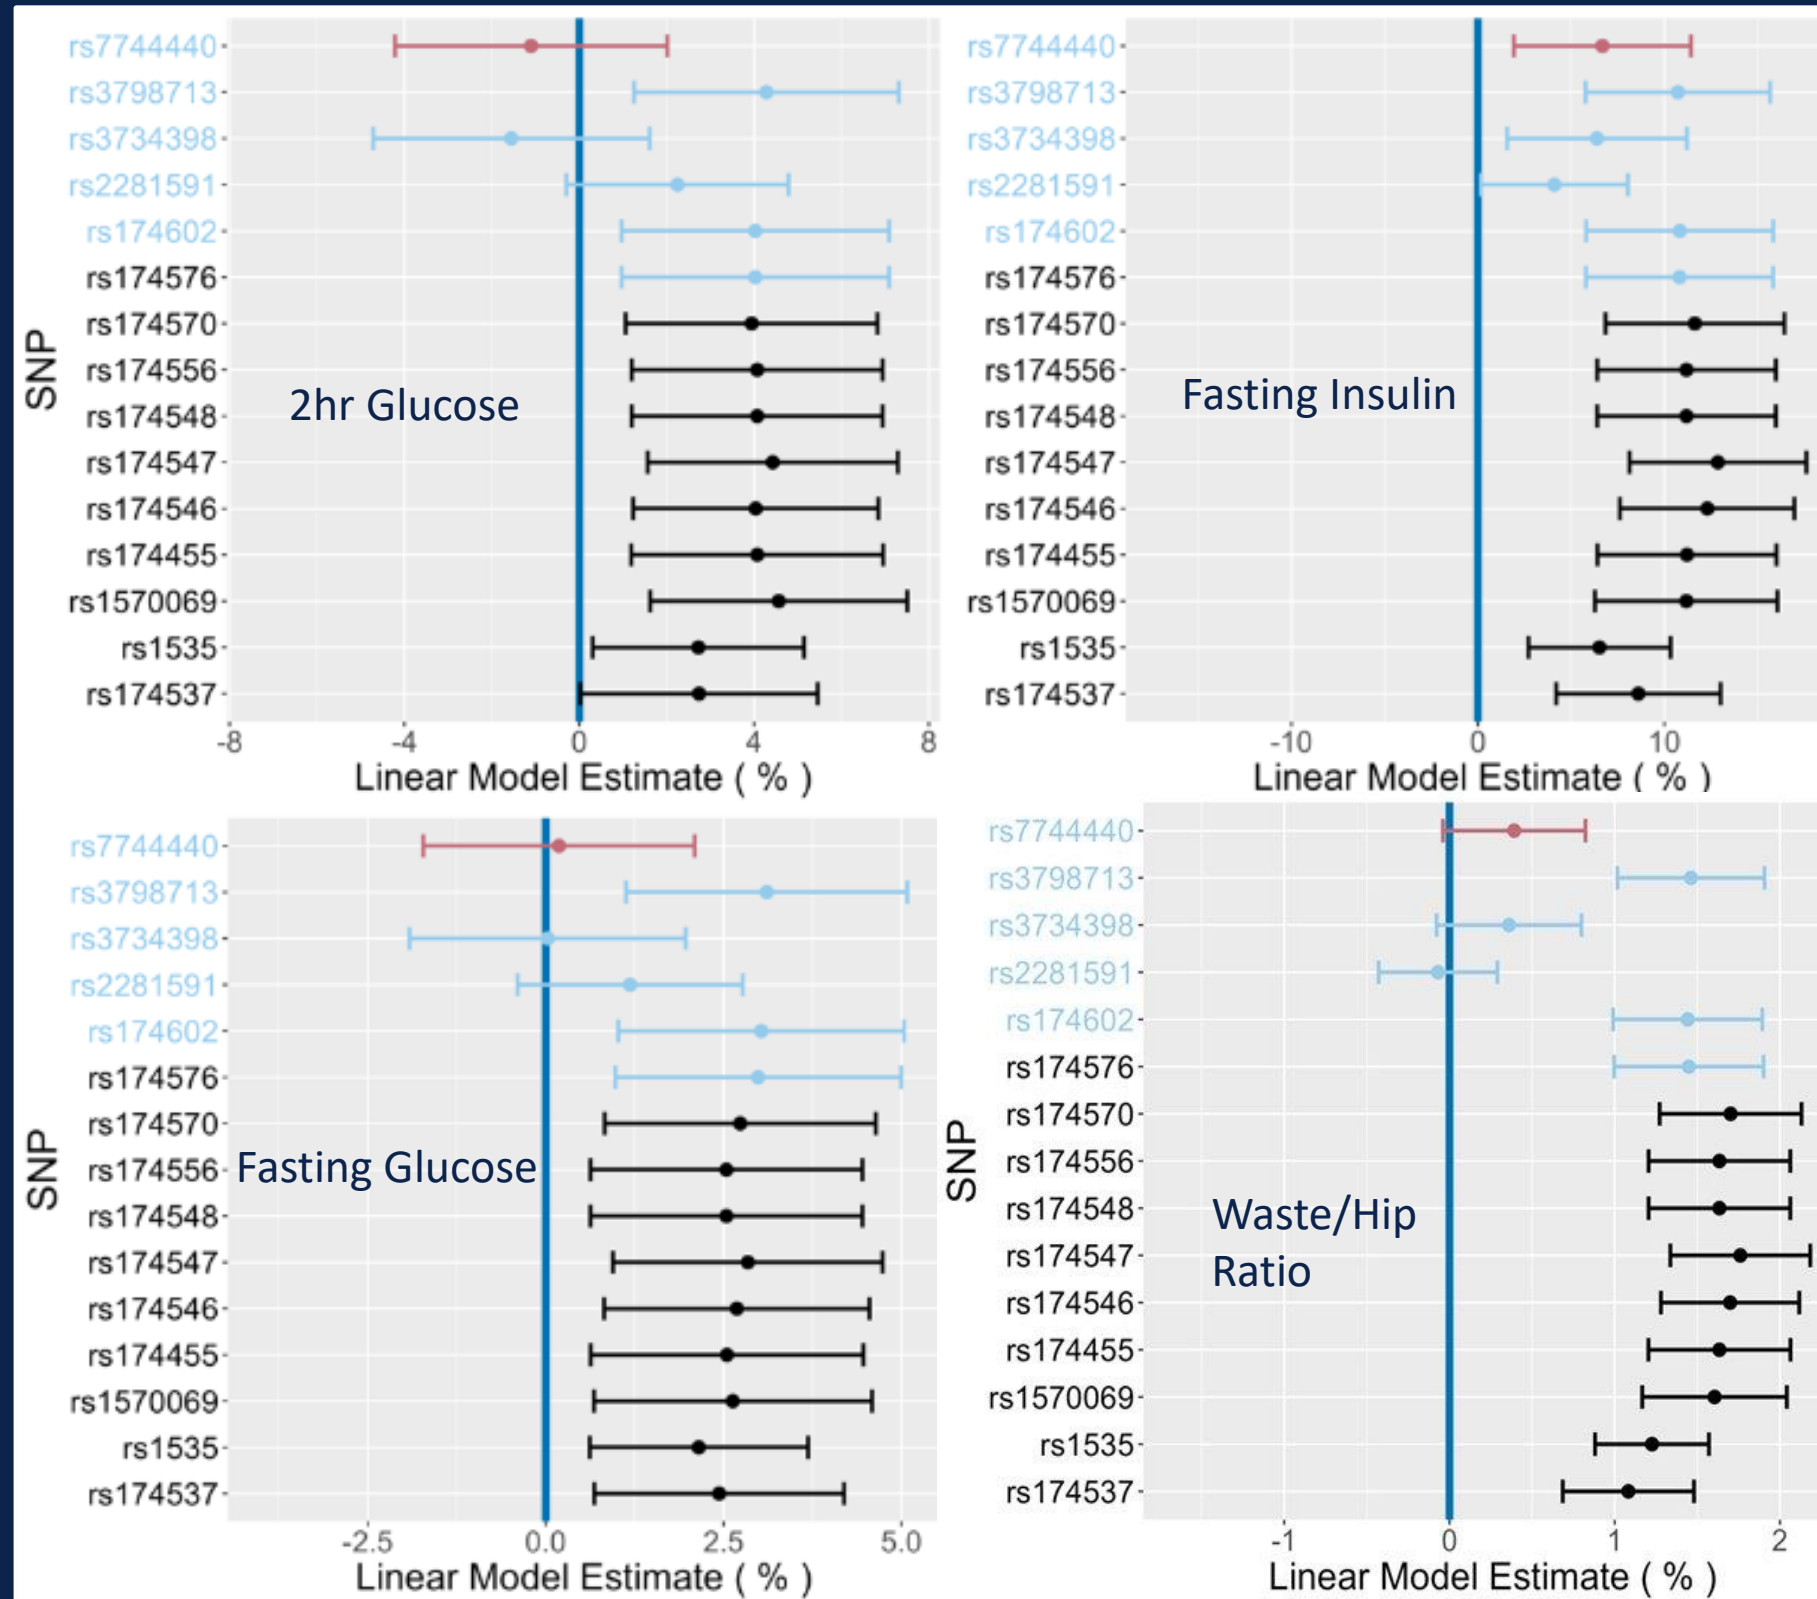 rs7744440
rs3798713
rs3734398
rs2281591
rs174602
rs174576
rs174570
rs174556
rs174548
rs174547
rs174546
rs174455
rs1570069
rs1535
rs174537
SNP
2hr Glucose
-8 -4 0 4 8
Linear Model Estimate ( % )
rs7744440
rs3798713
rs3734398
rs2281591
rs174602
rs174576
rs174570
rs174556
rs174548
rs174547
rs174546
rs174455
rs1570069
rs1535
rs174537
Fasting Insulin
-10 0 10
Linear Model Estimate ( % )
rs7744440
rs3798713
rs3734398
rs2281591
rs174602
rs174576
rs174570
rs174556
rs174548
rs174547
rs174546
rs174455
rs1570069
rs1535
rs174537
SNP
Fasting Glucose
-2.5 0.0 2.5 5.0
Linear Model Estimate ( % )
rs7744440
rs3798713
rs3734398
rs2281591
rs174602
rs174576
rs174570
rs174556
rs174548
rs174547
rs174546
rs174455
rs1570069
rs1535
rs174537
SNP
Waste/Hip
Ratio
-1 0 1 2
Linear Model Estimate ( % )